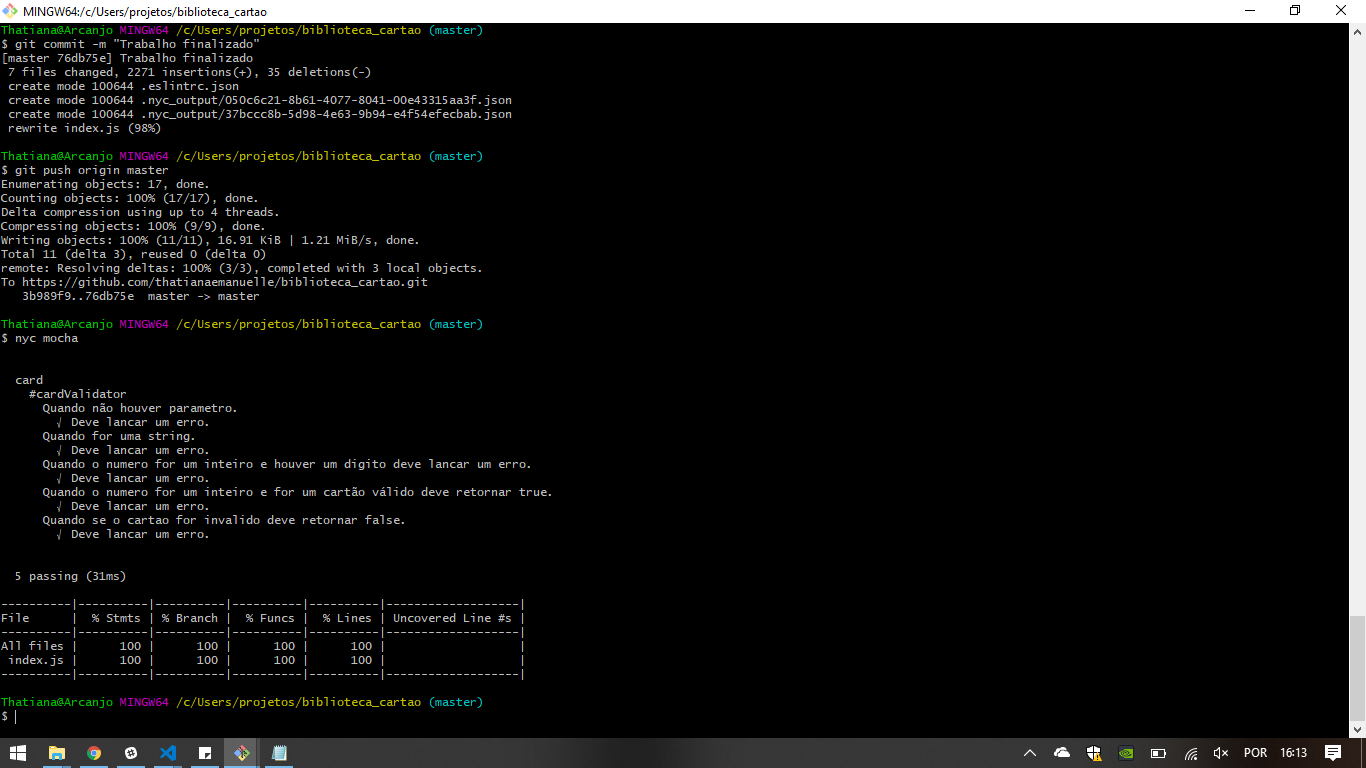 MINGW64:/c/Users/projetos/biblioteca_cartao
Thatiana@Arcanjo MINGW64 /c/Users/projetos/biblioteca_cartao (master)
$ git commit -m "Trabalho finalizado"
[master 76db75e] Trabalho finalizado
 7 files changed, 2271 insertions(+), 35 deletions(-)
 create mode 100644 .eslintrc.json
 create mode 100644 .nyc_output/050c6c21-8b61-4077-8041-00e43315aa3f.json
 create mode 100644 .nyc_output/37bccc8b-5d98-4e63-9b94-e4f54efecbab.json
 rewrite index.js (98%)
Thatiana@Arcanjo MINGW64 /c/Users/projetos/biblioteca_cartao (master)
$ git push origin master
Enumerating objects: 17, done.
Counting objects: 100% (17/17), done.
Delta compression using up to 4 threads.
Compressing objects: 100% (9/9), done.
Writing objects: 100% (11/11), 16.91 KiB | 1.21 MiB/s, done.
Total 11 (delta 3), reused 0 (delta 0)
remote: Resolving deltas: 100% (3/3), completed with 3 local objects.
To https://github.com/thatianaemanuelle/biblioteca_cartao.git
   3b989f9..76db75e  master -> master
Thatiana@Arcanjo MINGW64 /c/Users/projetos/biblioteca_cartao (master)
$ nyc mocha
  card
    #cardValidator
      Quando não houver parametro.
        √ Deve lancar um erro.
      Quando for uma string.
        √ Deve lancar um erro.
      Quando o numero for um inteiro e houver um digito deve lancar um erro.
        √ Deve lancar um erro.
      Quando o numero for um inteiro e for um cartão válido deve retornar true.
        √ Deve lancar um erro.
      Quando se o cartao for invalido deve retornar false.
        √ Deve lancar um erro.
  5 passing (31ms)
----------|----------|----------|----------|----------|-------------------|
File      |  % Stmts | % Branch |  % Funcs |  % Lines | Uncovered Line #s |
----------|----------|----------|----------|----------|-------------------|
All files |      100 |      100 |      100 |      100 |                   |
 index.js |      100 |      100 |      100 |      100 |                   |
----------|----------|----------|----------|----------|-------------------|
Thatiana@Arcanjo MINGW64 /c/Users/projetos/biblioteca_cartao (master)
$
POR 16:13